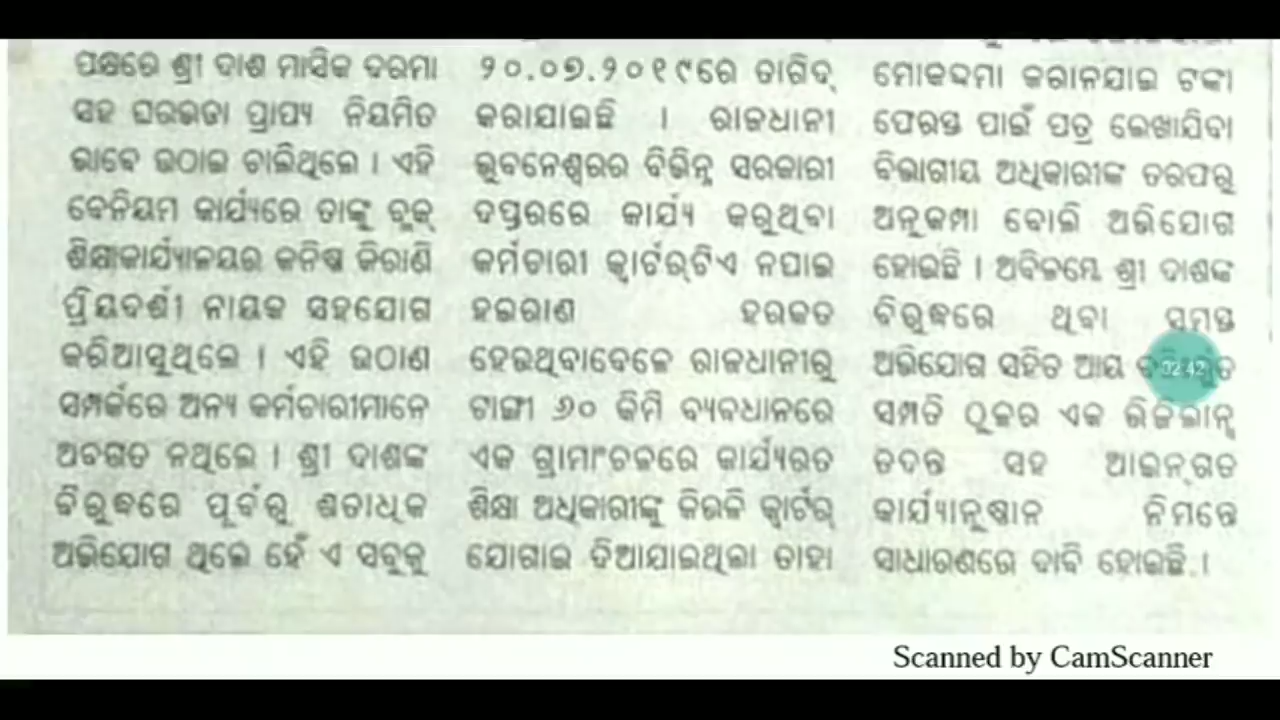 ପକ୍ଷରେ ଶ୍ରୀ ଦାଶ ମାସିକ ଦରମା
ସହ ଘରଭଡା ପ୍ରାପ୍ୟ ନିୟମିତ
ଭାବେ ଉଠାଇ ଚାଲିଥିଲେ । ଏହି
ବେନିୟମ କାର୍ଯ୍ୟରେ ତାଙ୍କୁ ବ୍ଲକ୍
ଶିକ୍ଷାକାର୍ଯ୍ୟାଳୟର କନିଷ୍ଠ କିରାଣି
ପ୍ରିୟଦର୍ଶୀ ନାୟକ ସହଯୋଗ
କରିଆସୁଥିଲେ । ଏହି ଉଠାଣ
ସମ୍ପର୍କରେ ଅନ୍ୟ କର୍ମଚାରୀମାନେ
ଅବଗତ ନଥିଲେ । ଶ୍ରୀ ଦାଶଙ୍କ
ବିରୁଦ୍ଧରେ ପୂର୍ବରୁ ଶତାଧିକ
ଅଭିଯୋଗ ଥିଲେ ହେଁ ଏ ସବୁକୁ
୨୦.୦୭.୨୦୧୯ରେ ତାଗିଦ୍
କରାଯାଇଛି । ରାଜଧାନୀ
ଭୁବନେଶ୍ୱରର ବିଭିନ୍ନ ସରକାରୀ
ଦପ୍ତରରେ କାର୍ଯ୍ୟ କରୁଥିବା
କର୍ମଚାରୀ କ୍ୱାର୍ଟର୍‌ଟିଏ ନପାଇ
ହଇରାଣ ହରକତ
ହେଉଥିବାବେଳେ ରାଜଧାନୀରୁ
ଟାଙ୍ଗୀ ୬୦ କିମି ବ୍ୟବଧାନରେ
ଏକ ଗ୍ରାମାଂଚଳରେ କାର୍ଯ୍ୟରତ
ଶିକ୍ଷା ଅଧିକାରୀଙ୍କୁ କିଭଳି କ୍ୱାର୍ଟର୍
ଯୋଗାଇ ଦିଆଯାଇଥିଲା ତାହା
ମୋକଦ୍ଦମା କରାନଯାଇ ଟଙ୍କା
ଫେରସ୍ତ ପାଇଁ ପତ୍ର ଲେଖାଯିବା
ବିଭାଗୀୟ ଅଧିକାରୀଙ୍କ ତରଫରୁ
ଅନୁକମ୍ପା ବୋଲି ଅଭିଯୋଗ
ହୋଇଛି । ଅବିଳମ୍ବେ ଶ୍ରୀ ଦାଶଙ୍କ
ବିରୁଦ୍ଧରେ ଥିବା ସମସ୍ତ
ଅଭିଯୋଗ ସହିତ ଆୟ
02:42
ସମ୍ପତି ଠୁଳର ଏକ ଭିଜିଲାନ୍ସ
ତଦନ୍ତ ସହ ଆଇନ୍‌ଗତ
କାର୍ଯ୍ୟାନୁଷ୍ଠାନ ନିମନ୍ତେ
ସାଧାରଣରେ ଦାବି ହୋଇଛି ।
Scanned by CamScanner